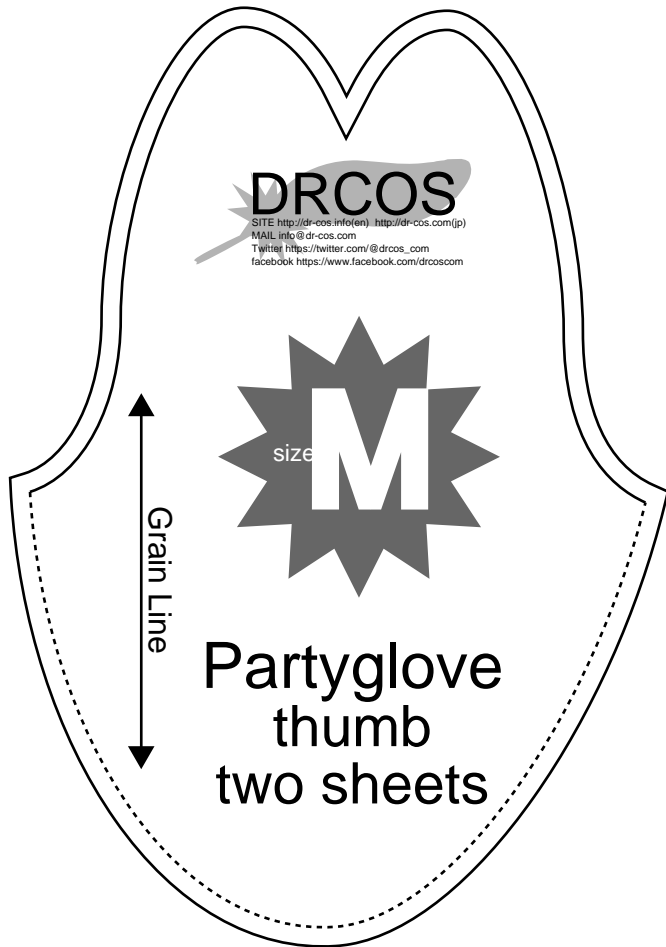 DRCOS
SITE http://dr-cos.info(en) http://dr-cos.com(jp)
MAIL info@dr-cos.com
Twitter https://twitter.com/@drcos_com
facebook https://www.facebook.com/drcoscom
size M
Grain Line
Partyglove
thumb
two sheets